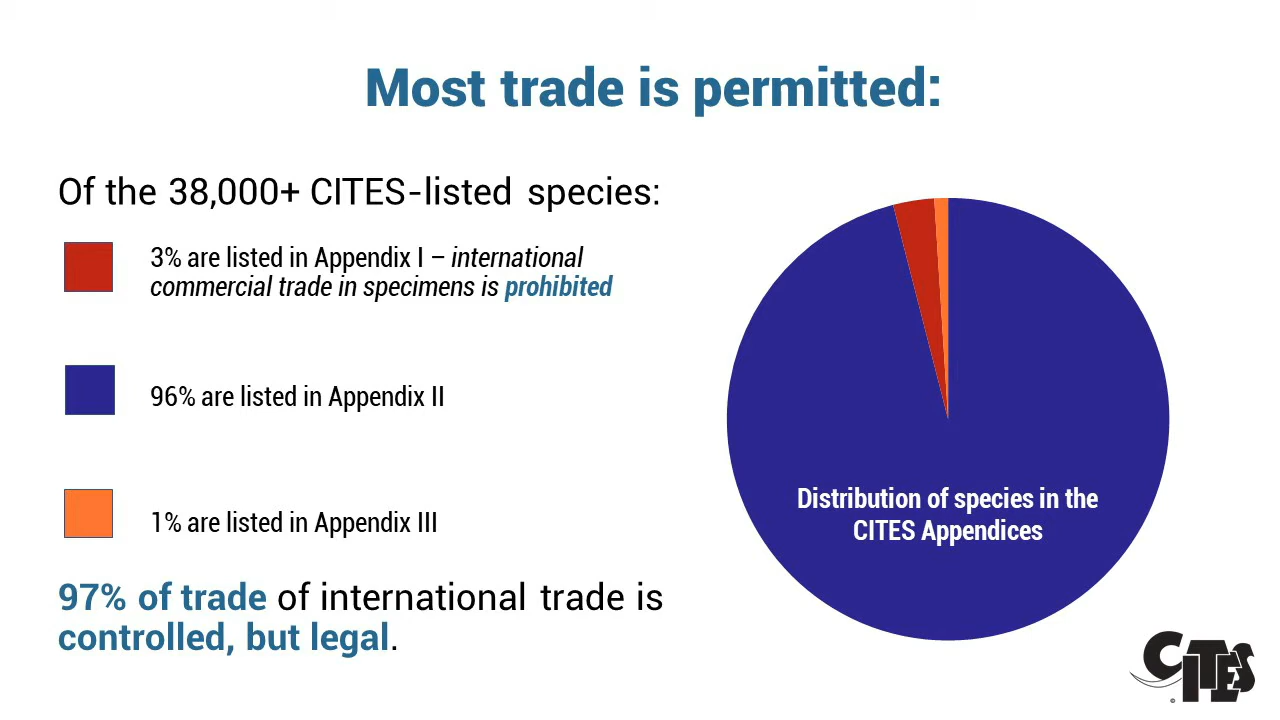 Most trade is permitted:
Of the 38,000+ CITES-listed species:
3% are listed in Appendix I – international
commercial trade in specimens is prohibited
96% are listed in Appendix II
1% are listed in Appendix III
97% of trade of international trade is
controlled, but legal.
Distribution of species in the
CITES Appendices
CITES
©